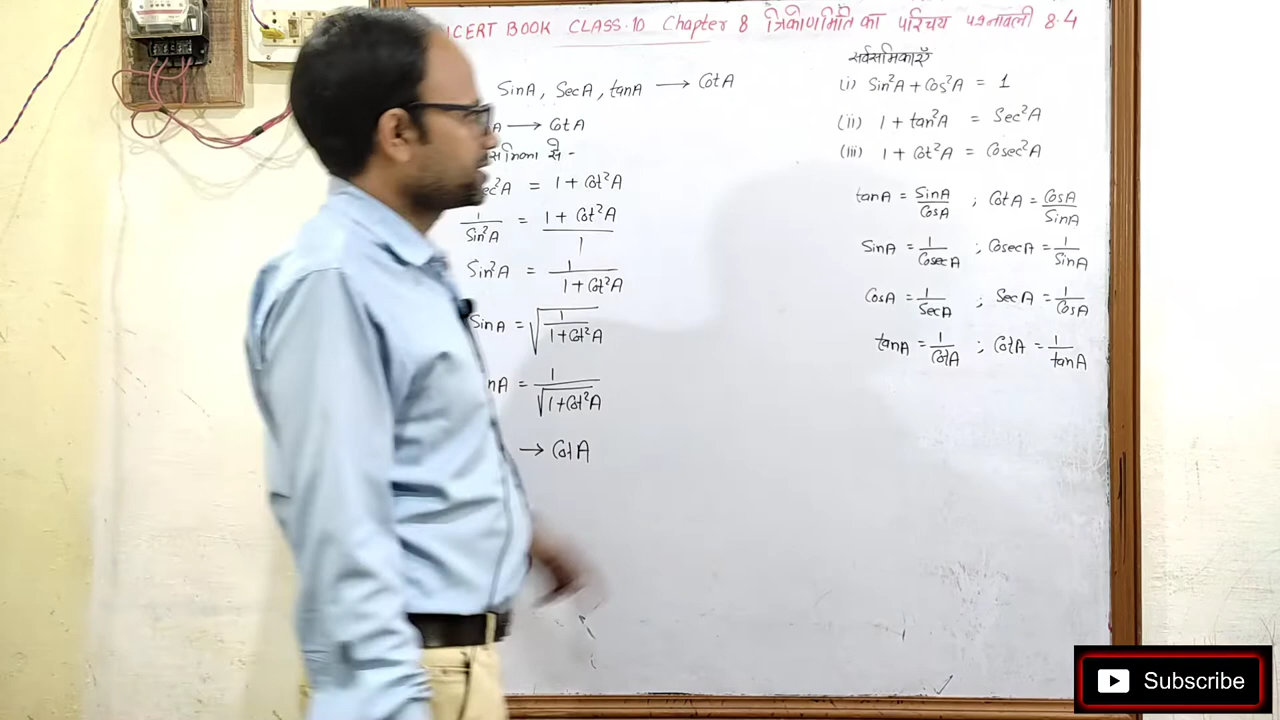 NCERT BOOK CLASS-10 Chapter 8 त्रिकोणमिति का परिचय प्रश्नावली 8.4
SinA, SecA, tanA ⟶ CotA
A ⟶ CotA
से -
sec²A = 1 + Cot²A
1/Sin²A = (1 + Cot²A)/1
Sin²A = 1/(1 + Cot²A)
SinA = √(1/(1+Cot²A))
nA = 1/√(1+Cot²A)
→ CotA
सर्वसमिकाएँ
(i) Sin²A + Cos²A = 1
(ii) 1 + tan²A = Sec²A
(iii) 1 + Cot²A = Cosec²A
tanA = SinA/CosA ; CotA = CosA/SinA
SinA = 1/CosecA ; CosecA = 1/SinA
CosA = 1/SecA ; SecA = 1/CosA
tanA = 1/CotA ; CotA = 1/tanA
Subscribe